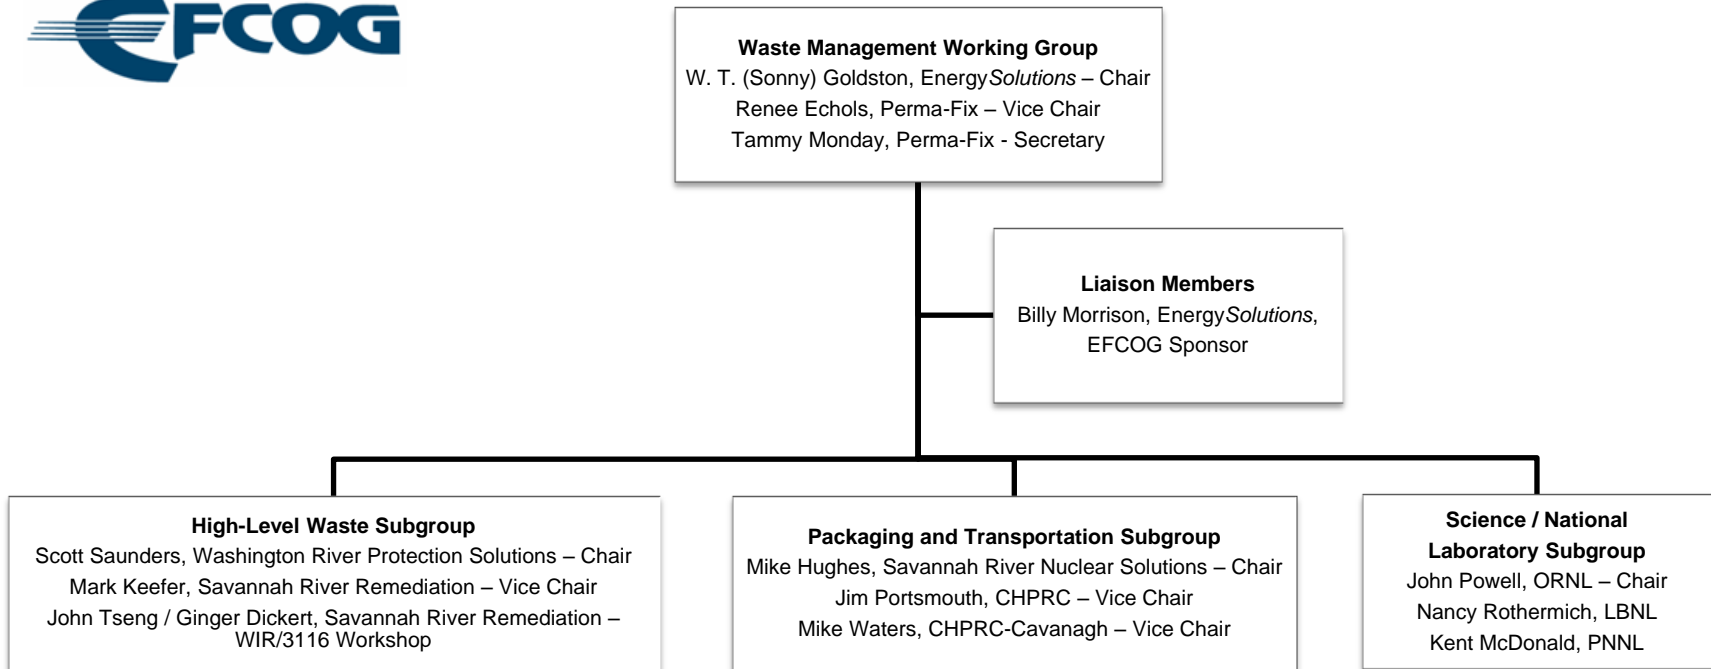 EFCOG
Waste Management Working Group
W. T. (Sonny) Goldston, EnergySolutions – Chair
Renee Echols, Perma-Fix – Vice Chair
Tammy Monday, Perma-Fix - Secretary
Liaison Members
Billy Morrison, EnergySolutions,
EFCOG Sponsor
High-Level Waste Subgroup
Scott Saunders, Washington River Protection Solutions – Chair
Mark Keefer, Savannah River Remediation – Vice Chair
John Tseng / Ginger Dickert, Savannah River Remediation –
WIR/3116 Workshop
Packaging and Transportation Subgroup
Mike Hughes, Savannah River Nuclear Solutions – Chair
Jim Portsmouth, CHPRC – Vice Chair
Mike Waters, CHPRC-Cavanagh – Vice Chair
Science / National
Laboratory Subgroup
John Powell, ORNL – Chair
Nancy Rothermich, LBNL
Kent McDonald, PNNL